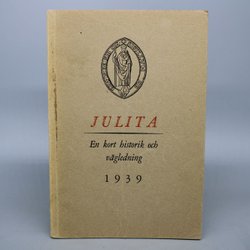 JULITA
En kort historik och
vägledning
1939